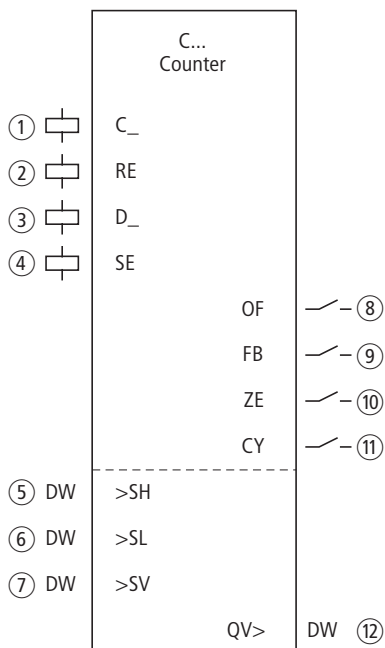 C...
Counter
1 C_
2 RE
3 D_
4 SE
OF 8
FB 9
ZE 10
CY 11
5 DW >SH
6 DW >SL
7 DW >SV
QV> DW 12